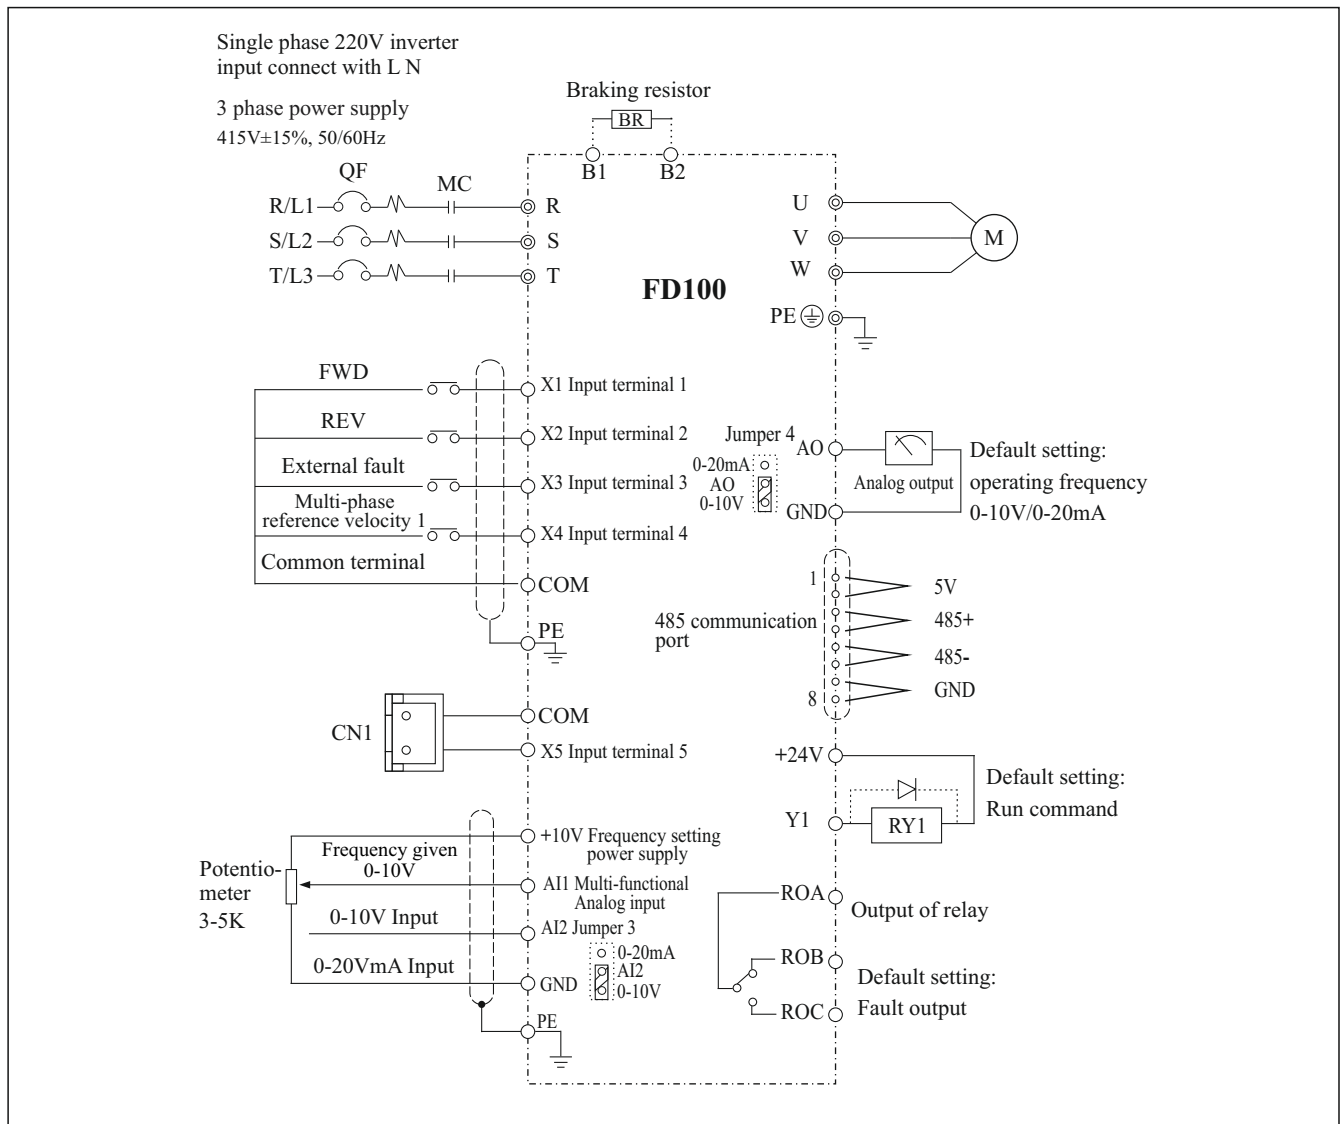 Single phase 220V inverter
input connect with L N
3 phase power supply
415V±15%, 50/60Hz
Braking resistor
BR
B1
B2
QF
MC
R/L1
R
S/L2
S
T/L3
T
U
V
W
M
FD100
PE
FWD
X1 Input terminal 1
REV
X2 Input terminal 2
External fault
X3 Input terminal 3
Multi-phase
reference velocity 1
X4 Input terminal 4
Common terminal
COM
PE
Jumper 4
0-20mA
AO
0-10V
AO
GND
Analog output
Default setting:
operating frequency
0-10V/0-20mA
485 communication
port
1
8
5V
485+
485-
GND
CN1
COM
X5 Input terminal 5
+24V
Y1
RY1
Default setting:
Run command
Potentio-
meter
3-5K
+10V Frequency setting
power supply
Frequency given
0-10V
AI1 Multi-functional
Analog input
0-10V Input
AI2 Jumper 3
0-20mA
AI2
0-10V
0-20VmA Input
GND
PE
ROA
Output of relay
ROB
ROC
Default setting:
Fault output